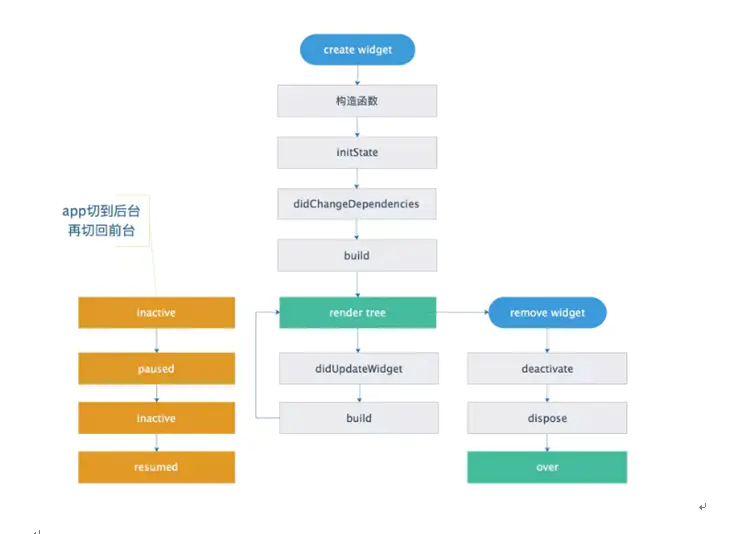 create widget
构造函数
initState
didChangeDependencies
build
app切到后台
再切回前台
inactive
paused
inactive
resumed
render tree
didUpdateWidget
build
remove widget
deactivate
dispose
over